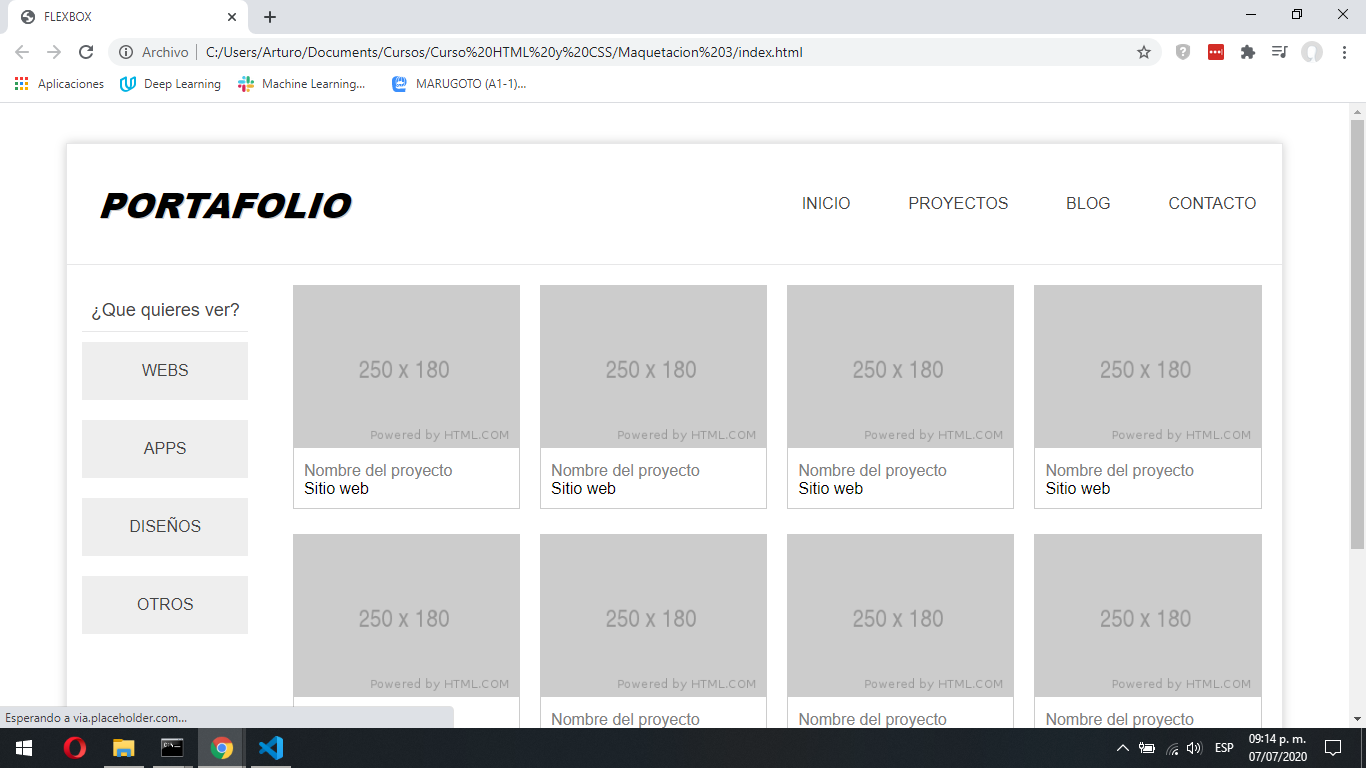 FLEXBOX
Archivo C:/Users/Arturo/Documents/Cursos/Curso%20HTML%20y%20CSS/Maquetacion%203/index.html
Aplicaciones Deep Learning Machine Learning... MARUGOTO (A1-1)...
PORTAFOLIO INICIO PROYECTOS BLOG CONTACTO
¿Que quieres ver?
WEBS
APPS
DISEÑOS
OTROS
250 x 180 250 x 180 250 x 180 250 x 180
Powered by HTML.COM Powered by HTML.COM Powered by HTML.COM Powered by HTML.COM
Nombre del proyecto Nombre del proyecto Nombre del proyecto Nombre del proyecto
Sitio web Sitio web Sitio web Sitio web
250 x 180 250 x 180 250 x 180 250 x 180
Powered by HTML.COM Powered by HTML.COM Powered by HTML.COM Powered by HTML.COM
Nombre del proyecto Nombre del proyecto Nombre del proyecto
Esperando a via.placeholder.com...
ESP 09:14 p. m.
07/07/2020